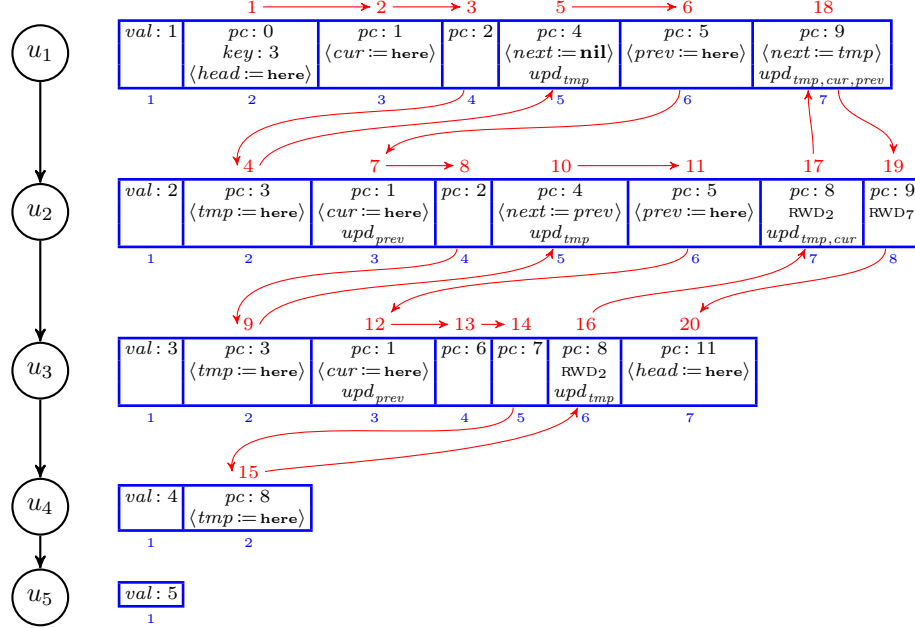 1 2 3 5 6 18
u₁
val: 1 pc: 0 pc: 1 pc: 2 pc: 4 pc: 5 pc: 9
key: 3 ⟨cur := here⟩ ⟨next := nil⟩ ⟨prev := here⟩ ⟨next := tmp⟩
⟨head := here⟩ upd_tmp upd_tmp,cur,prev
1 2 3 4 5 6 7
4 7 8 10 11 17 19
u₂
val: 2 pc: 3 pc: 1 pc: 2 pc: 4 pc: 5 pc: 8 pc: 9
⟨tmp := here⟩ ⟨cur := here⟩ ⟨next := prev⟩ ⟨prev := here⟩ RWD₂ RWD₇
upd_prev upd_tmp upd_tmp,cur
1 2 3 4 5 6 7 8
9 12 13 14 16 20
u₃
val: 3 pc: 3 pc: 1 pc: 6 pc: 7 pc: 8 pc: 11
⟨tmp := here⟩ ⟨cur := here⟩ RWD₂ ⟨head := here⟩
upd_prev upd_tmp
1 2 3 4 5 6 7
15
u₄
val: 4 pc: 8
⟨tmp := here⟩
1 2
u₅
val: 5
1